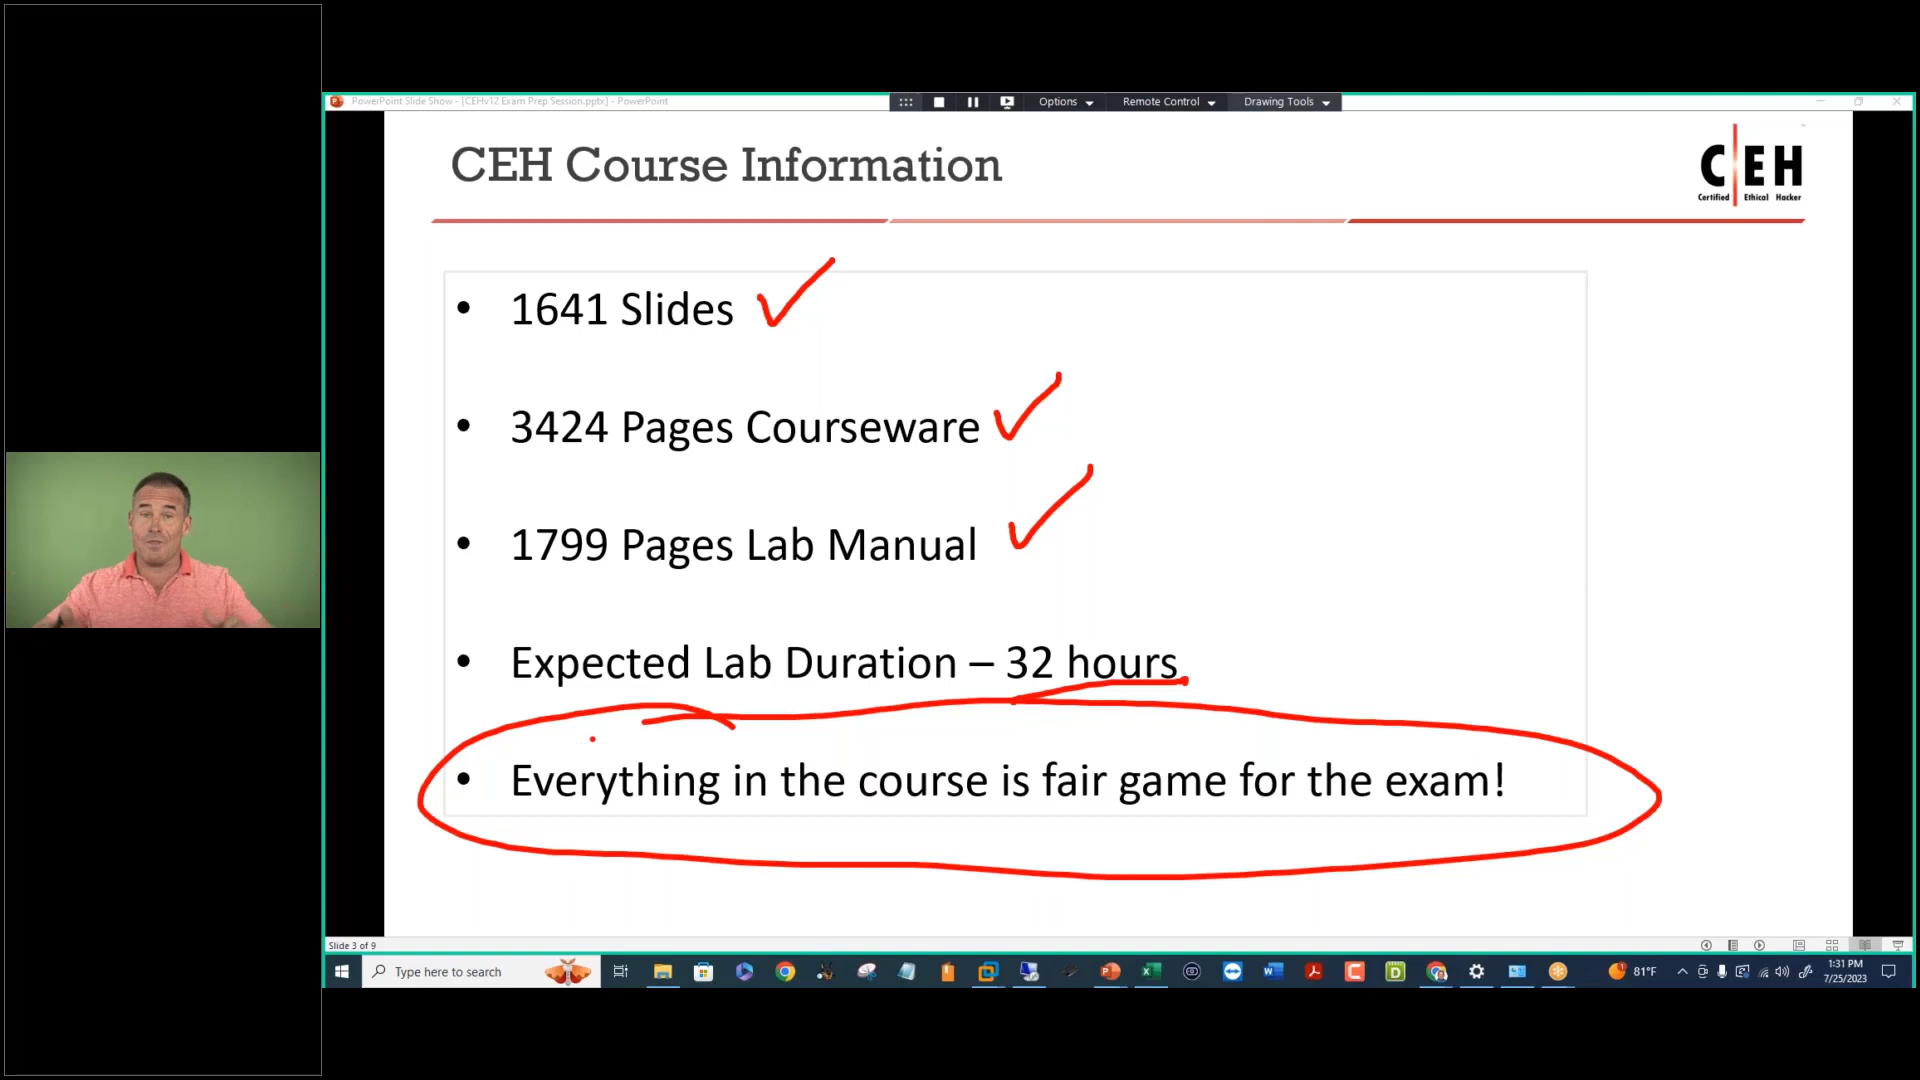 PowerPoint Slide Show - [CEHv12 Exam Prep Session.pptx] - PowerPoint
Options
Remote Control
Drawing Tools
CEH Course Information
C|EH
Certified Ethical Hacker
• 1641 Slides
• 3424 Pages Courseware
• 1799 Pages Lab Manual
• Expected Lab Duration – 32 hours
• Everything in the course is fair game for the exam!
Slide 3 of 9
Type here to search
81°F
1:31 PM
7/25/2023